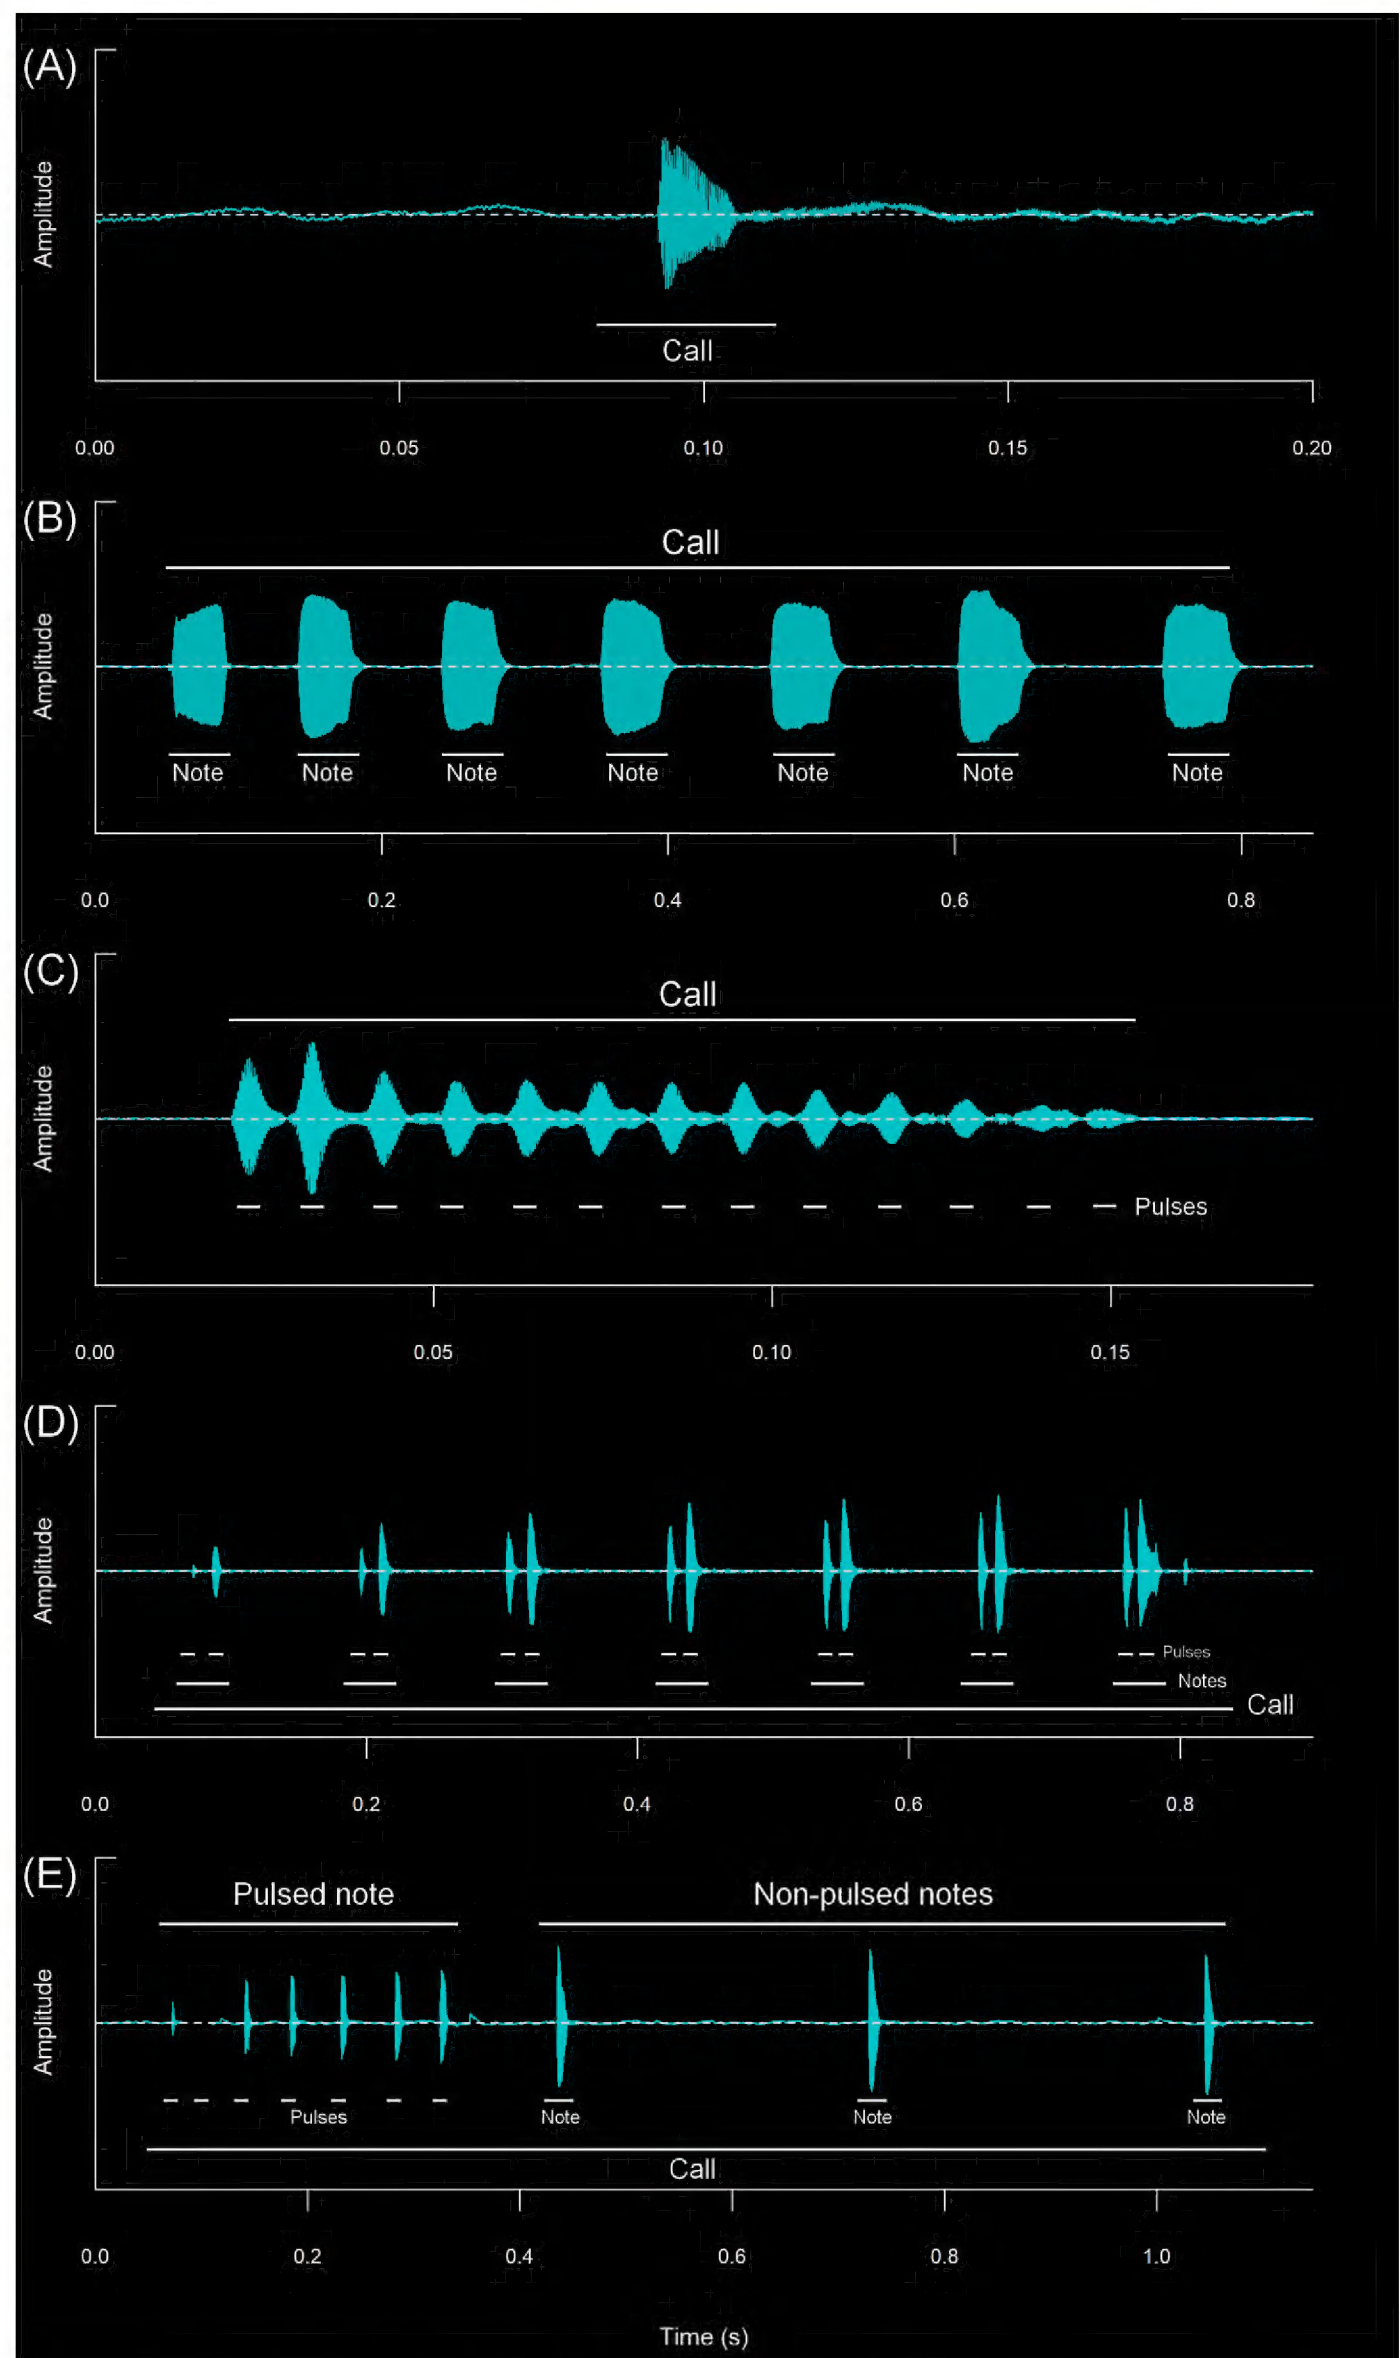 (A)
Amplitude
Call
0.00 0.05 0.10 0.15 0.20
(B)
Call
Amplitude
Note Note Note Note Note Note Note
0.0 0.2 0.4 0.6 0.8
(C)
Call
Amplitude
Pulses
0.00 0.05 0.10 0.15
(D)
Amplitude
Pulses
Notes
Call
0.0 0.2 0.4 0.6 0.8
(E)
Pulsed note Non-pulsed notes
Amplitude
Pulses Note Note Note
Call
0.0 0.2 0.4 0.6 0.8 1.0
Time (s)